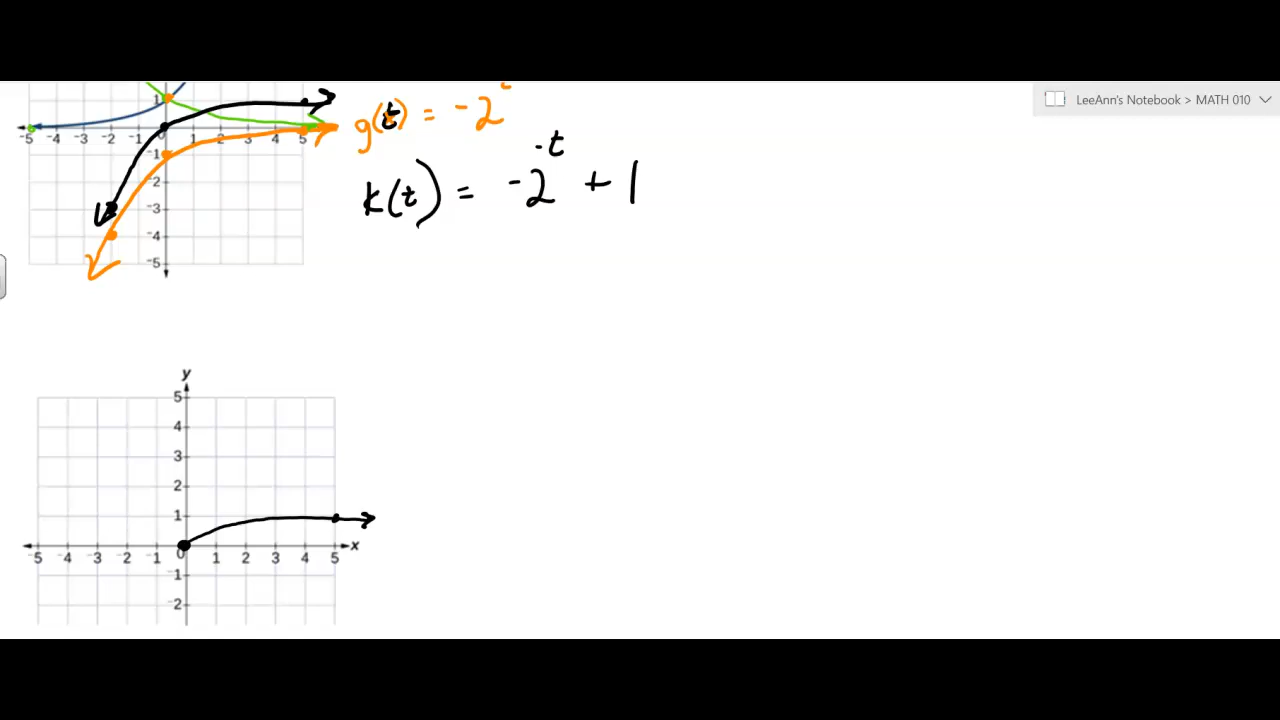 LeeAnn's Notebook > MATH 010
1
-5 -4 -3 -2 -1 0 1 2 3 4 5
-1
-2
-3
-4
-5
g(t) = -2
k(t) = -2^-t + 1
y
5
4
3
2
1
-5 -4 -3 -2 -1 0 1 2 3 4 5 x
-1
-2